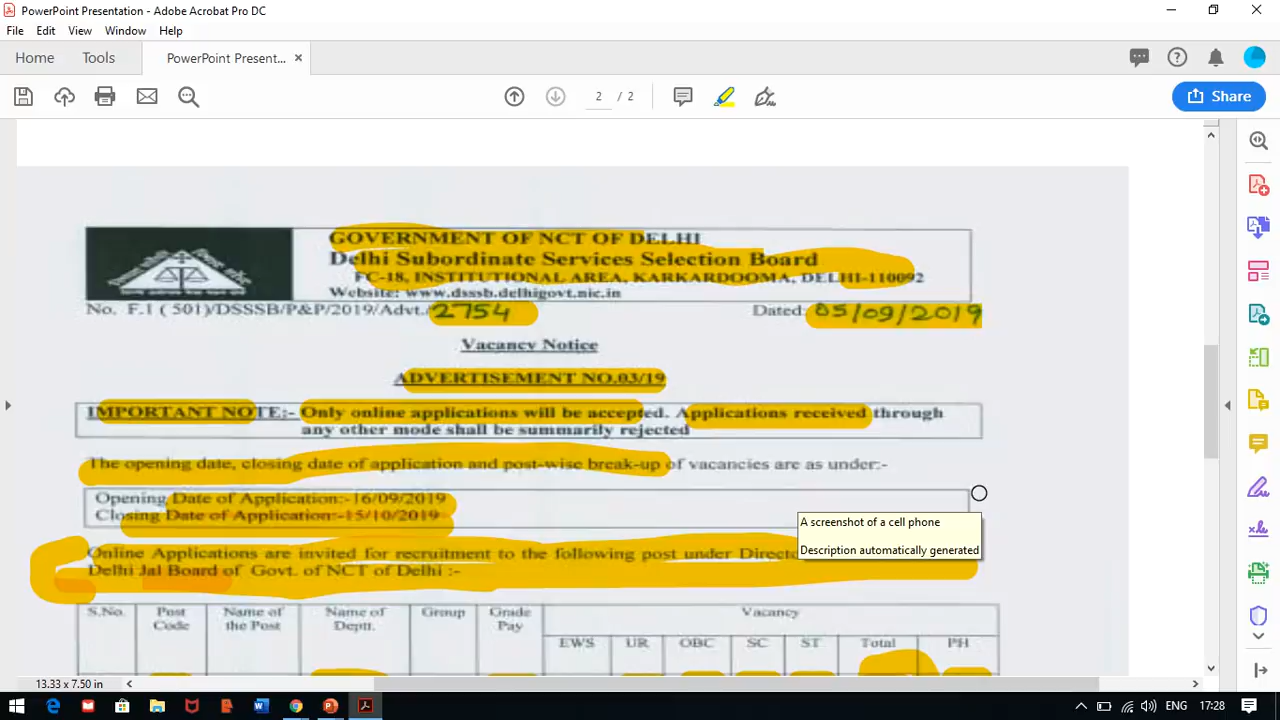 PowerPoint Presentation - Adobe Acrobat Pro DC
File Edit View Window Help
Home Tools PowerPoint Present... ×
2 / 2
Share
GOVERNMENT OF NCT OF DELHI
Delhi Subordinate Services Selection Board
FC-18, INSTITUTIONAL AREA, KARKARDOOMA, DELHI-110092
Website: www.dsssb.delhigovt.nic.in
No. F.1 ( 501)/DSSSB/P&P/2019/Advt./2754 Dated: 05/09/2019
Vacancy Notice
ADVERTISEMENT NO.03/19
IMPORTANT NOTE:- Only online applications will be accepted. Applications received through
any other mode shall be summarily rejected
The opening date, closing date of application and post-wise break-up of vacancies are as under:-
Opening Date of Application:-16/09/2019
Closing Date of Application:-15/10/2019
A screenshot of a cell phone
Description automatically generated
Online Applications are invited for recruitment to the following post under
Delhi Jal Board of Govt. of NCT of Delhi :-
S.No. Post Code Name of the Post Name of Deptt. Group Grade Pay Vacancy
EWS UR OBC SC ST Total PH
13.33 x 7.50 in
ENG 17:28